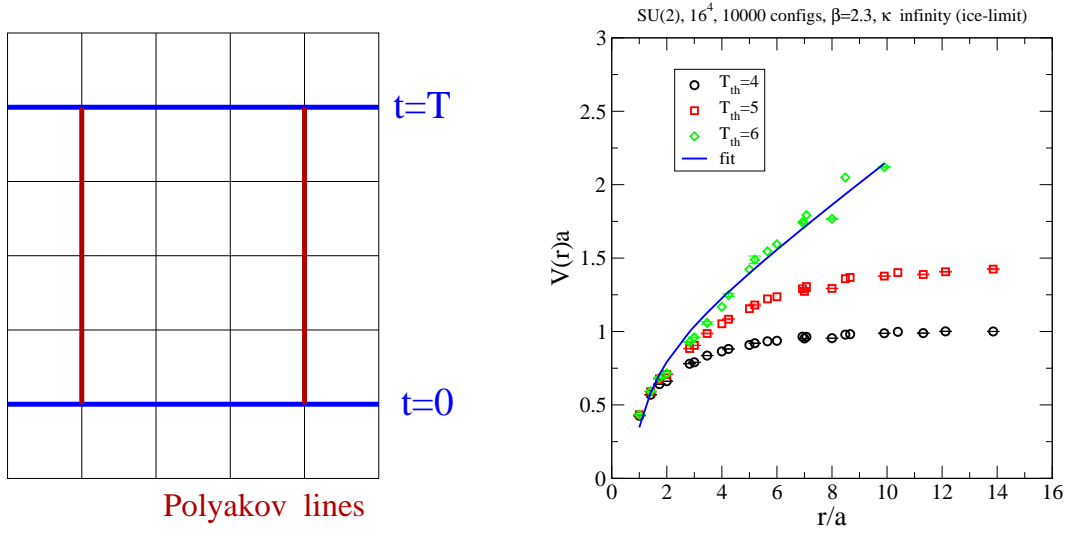 t=T
t=0
Polyakov lines
SU(2), 16^4, 10000 configs, β=2.3, κ infinity (ice-limit)
T_th=4
T_th=5
T_th=6
fit
V(r)a
3
2.5
2
1.5
1
0.5
0
0 2 4 6 8 10 12 14 16
r/a